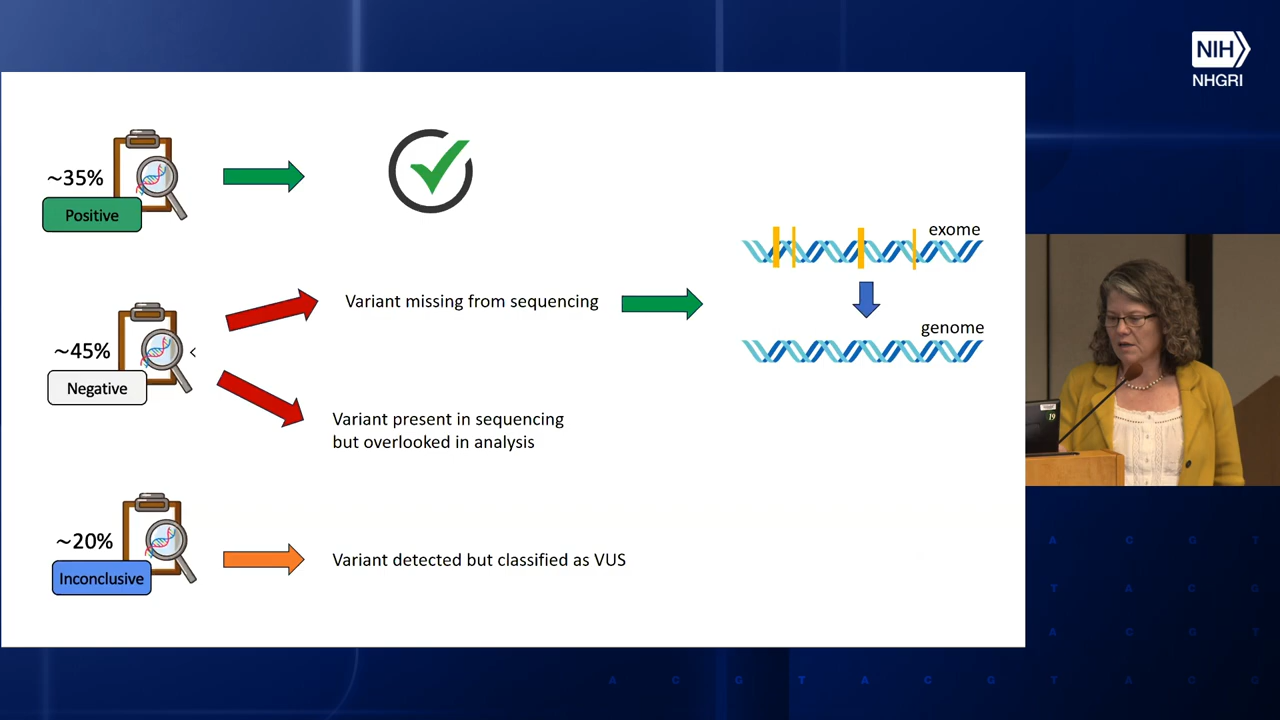 NIH
NHGRI
~35%
Positive
exome
Variant missing from sequencing
genome
~45%
<
Negative
Variant present in sequencing
but overlooked in analysis
~20%
Inconclusive
Variant detected but classified as VUS
19
A C G T
T A C G
A C G T
A C G T A C G T A C G